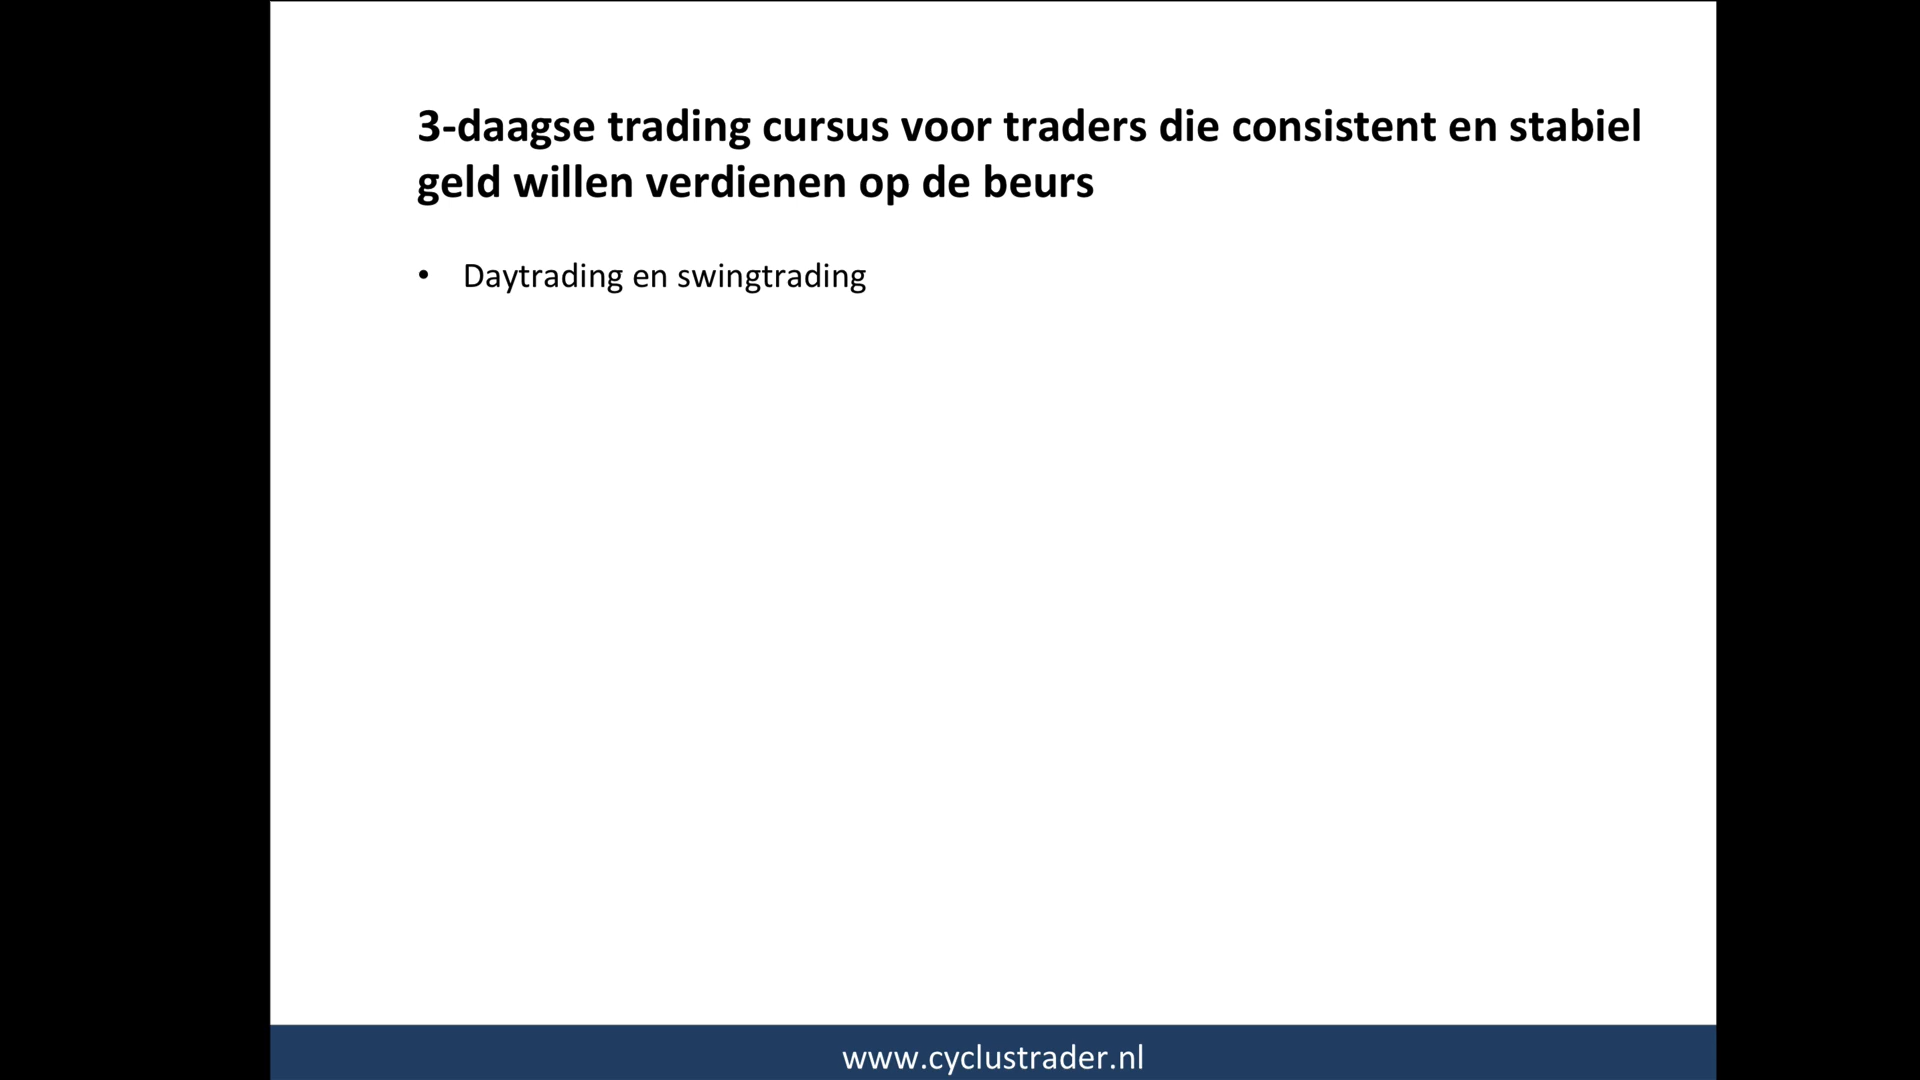 3-daagse trading cursus voor traders die consistent en stabiel
geld willen verdienen op de beurs
• Daytrading en swingtrading
www.cyclustrader.nl